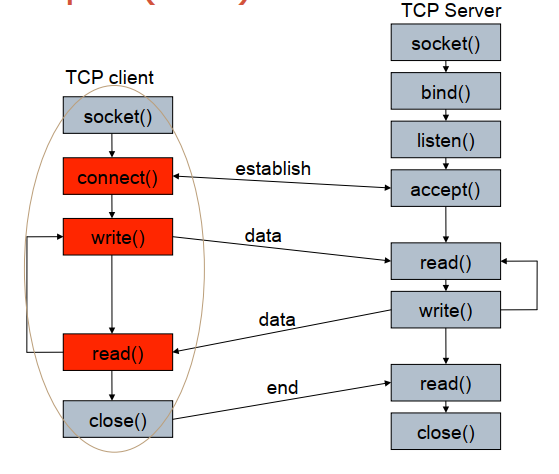 TCP Server
socket()
bind()
listen()
accept()
read()
write()
read()
close()
TCP client
socket()
connect()
write()
read()
close()
establish
data
data
end